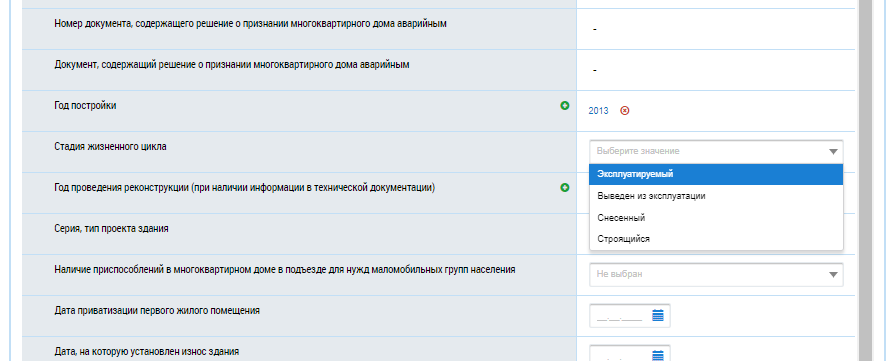 Номер документа, содержащего решение о признании многоквартирного дома аварийным
-
Документ, содержащий решение о признании многоквартирного дома аварийным
-
Год постройки
2013
Стадия жизненного цикла
Выберите значение
Эксплуатируемый
Выведен из эксплуатации
Снесенный
Строящийся
Год проведения реконструкции (при наличии информации в технической документации)
Серия, тип проекта здания
Наличие приспособлений в многоквартирном доме в подъезде для нужд маломобильных групп населения
Не выбран
Дата приватизации первого жилого помещения
__.__.____
Дата, на которую установлен износ здания